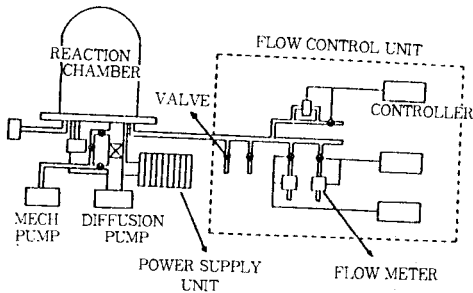 FLOW CONTROL UNIT
REACTION
CHAMBER
VALVE
CONTROLLER
MECH
PUMP
DIFFUSION
PUMP
POWER SUPPLY
UNIT
FLOW METER